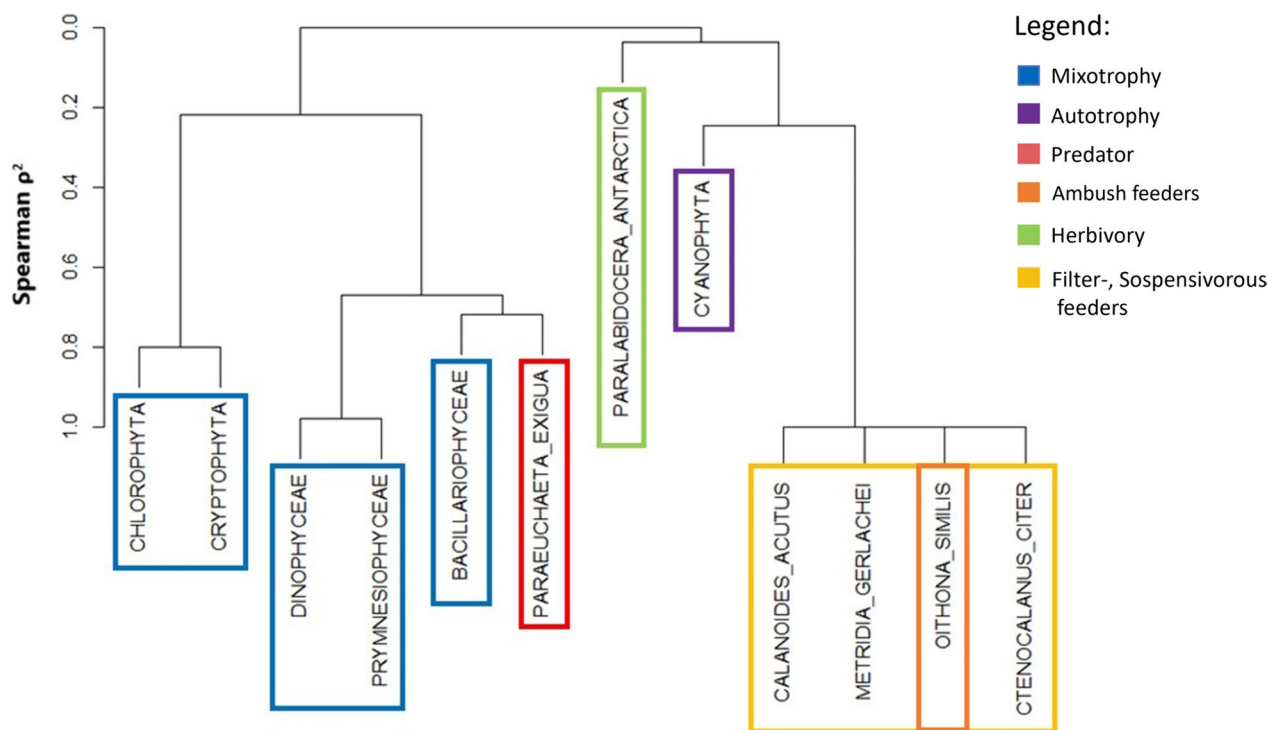 Spearman ρ²
0.0
0.2
0.4
0.6
0.8
1.0
CHLOROPHYTA
CRYPTOPHYTA
DINOPHYCEAE
PRYMNESIOPHYCEAE
BACILLARIOPHYCEAE
PARAEUCHAETA_EXIGUA
PARALABIDOCERA_ANTARCTICA
CYANOPHYTA
CALANOIDES_ACUTUS
METRIDIA_GERLACHEI
OITHONA_SIMILIS
CTENOCALANUS_CITER
Legend:
Mixotrophy
Autotrophy
Predator
Ambush feeders
Herbivory
Filter-, Sospensivorous
feeders